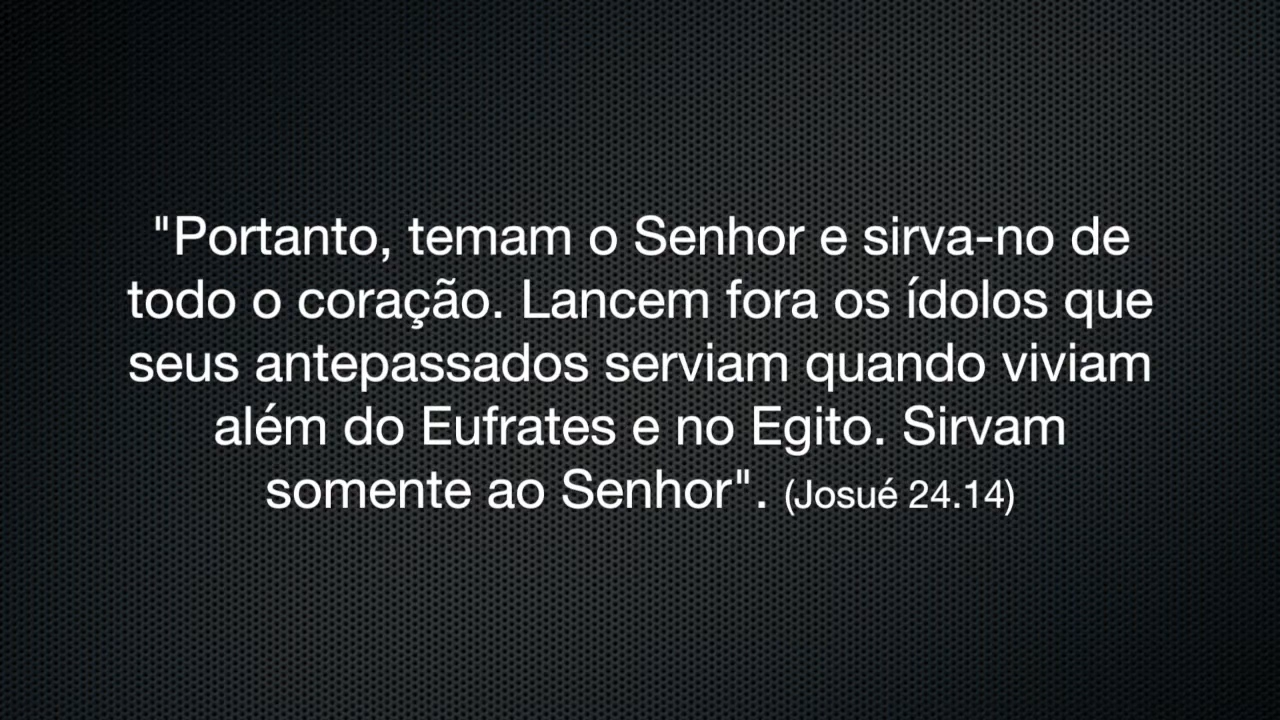 "Portanto, temam o Senhor e sirva-no de
todo o coração. Lancem fora os ídolos que
seus antepassados serviam quando viviam
além do Eufrates e no Egito. Sirvam
somente ao Senhor". (Josué 24.14)